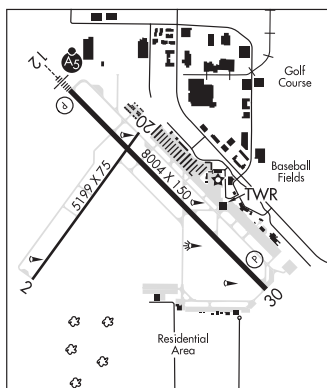 12
A5
Golf
Course
P
20
8004 X 150
5199 X 75
Baseball
Fields
TWR
P
2
30
Residential
Area